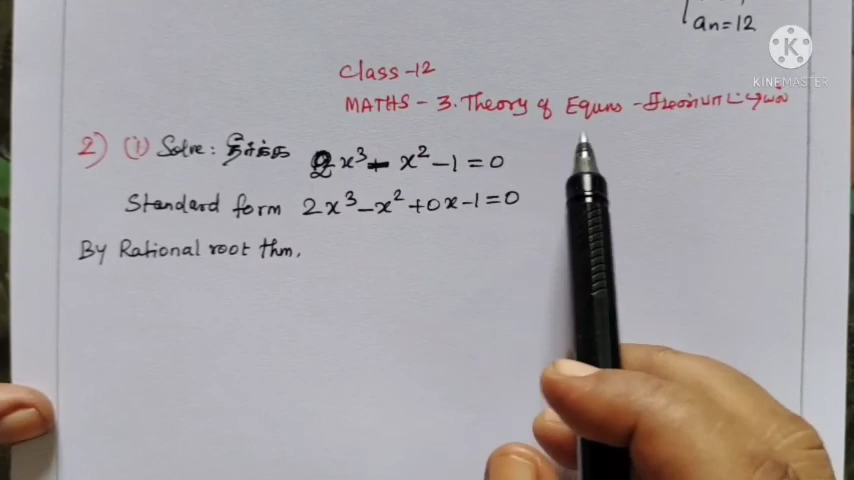 an = 12
KINEMASTER
Class - 12
MATHS - 3. Theory of Equns - சமன்பாட்டியல்
2) (i) Solve : தீர்க்க 2x³ - x² - 1 = 0
Standard form 2x³ - x² + 0x - 1 = 0
By Rational root thm,